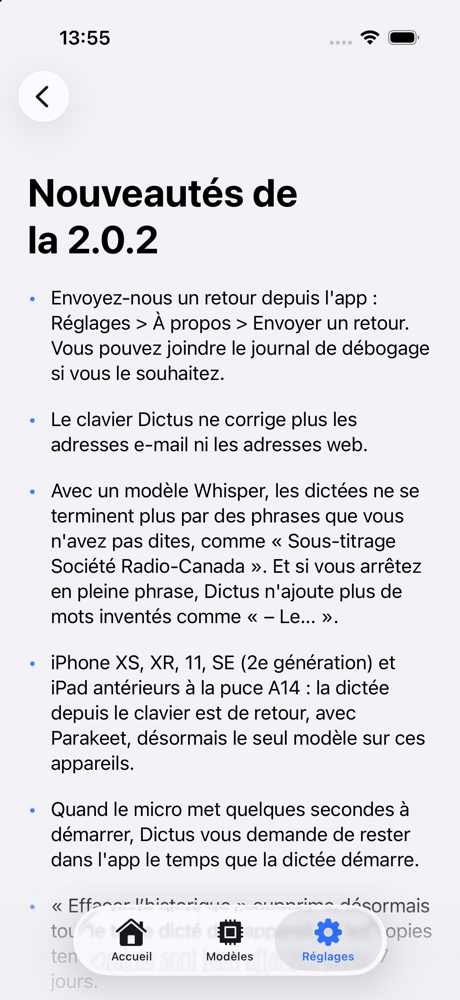 13:55
Nouveautés de
la 2.0.2
• Envoyez-nous un retour depuis l'app :
Réglages > À propos > Envoyer un retour.
Vous pouvez joindre le journal de débogage
si vous le souhaitez.
• Le clavier Dictus ne corrige plus les
adresses e-mail ni les adresses web.
• Avec un modèle Whisper, les dictées ne se
terminent plus par des phrases que vous
n'avez pas dites, comme « Sous-titrage
Société Radio-Canada ». Et si vous arrêtez
en pleine phrase, Dictus n'ajoute plus de
mots inventés comme « – Le... ».
• iPhone XS, XR, 11, SE (2e génération) et
iPad antérieurs à la puce A14 : la dictée
depuis le clavier est de retour, avec
Parakeet, désormais le seul modèle sur ces
appareils.
• Quand le micro met quelques secondes à
démarrer, Dictus vous demande de rester
dans l'app le temps que la dictée démarre.
• « Effacer l'historique » supprime désormais
dicté
jours.
Accueil
Modèles
Réglages